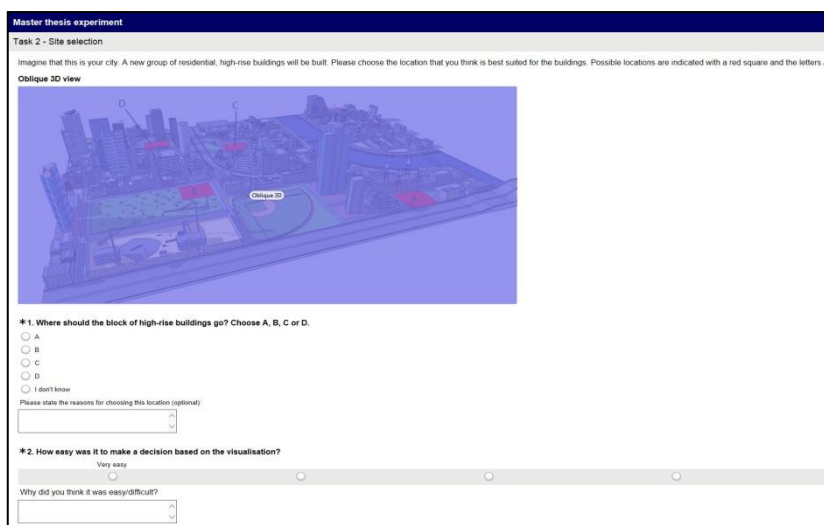 Master thesis experiment
Task 2 - Site selection
Imagine that this is your city. A new group of residential, high-rise buildings will be built. Please choose the location that you think is best suited for the buildings. Possible locations are indicated with a red square and the letters
Oblique 3D view
D
C
Oblique 3D
*1. Where should the block of high-rise buildings go? Choose A, B, C or D.
A
B
C
D
I don't know
Please state the reasons for choosing this location (optional):
*2. How easy was it to make a decision based on the visualisation?
Very easy
Why did you think it was easy/difficult?